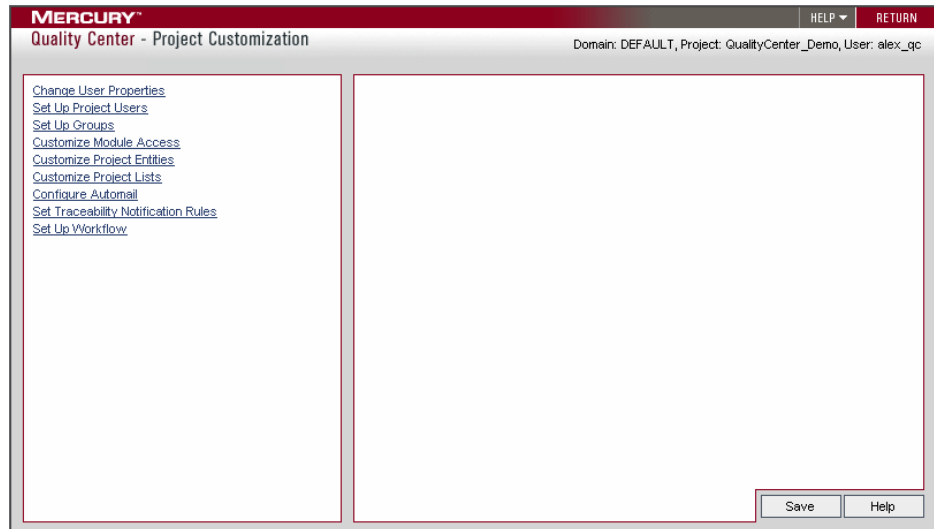 MERCURY™
HELP RETURN
Quality Center - Project Customization
Domain: DEFAULT, Project: QualityCenter_Demo, User: alex_qc
Change User Properties
Set Up Project Users
Set Up Groups
Customize Module Access
Customize Project Entities
Customize Project Lists
Configure Automail
Set Traceability Notification Rules
Set Up Workflow
Save Help